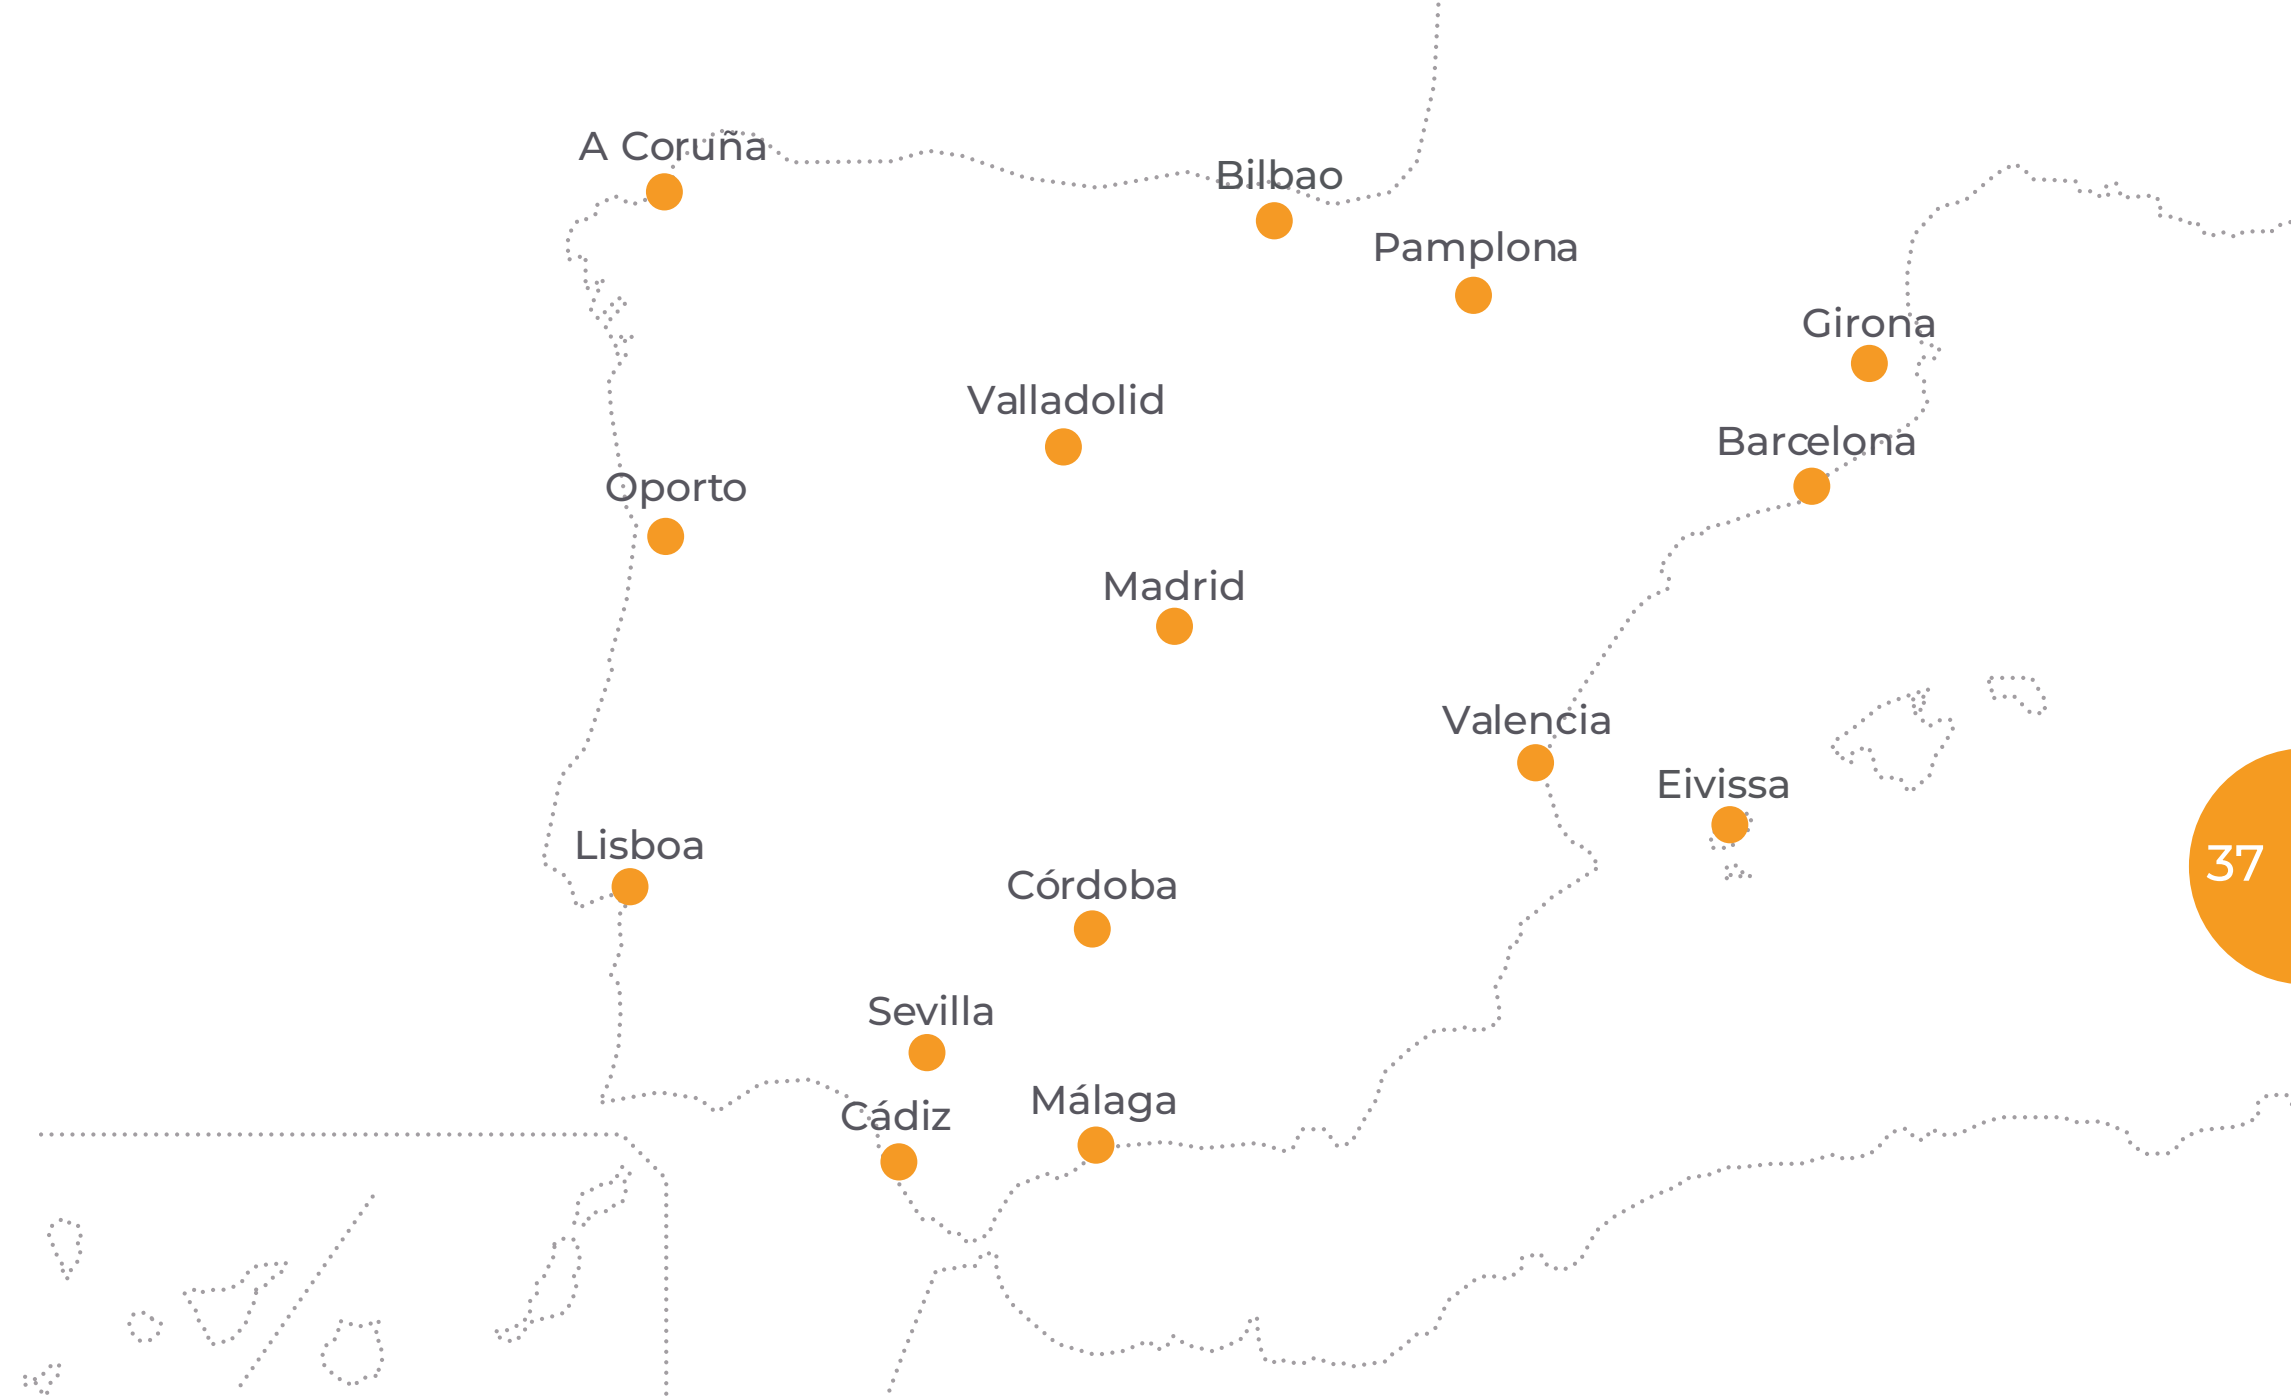 A Coruña
Bilbao
Pamplona
Girona
Valladolid
Barcelona
Oporto
Madrid
Valencia
Eivissa
Lisboa
37
Córdoba
Sevilla
Málaga
Cádiz